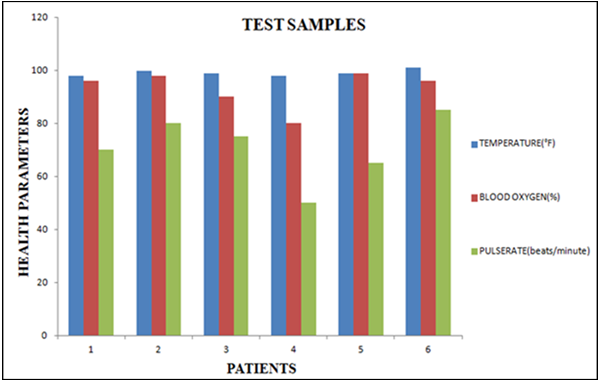 TEST SAMPLES
120
100
80
60
40
20
0
HEALTH PARAMETERS
1 2 3 4 5 6
PATIENTS
TEMPERATURE(°F)
BLOOD OXYGEN(%)
PULSERATE(beats/minute)